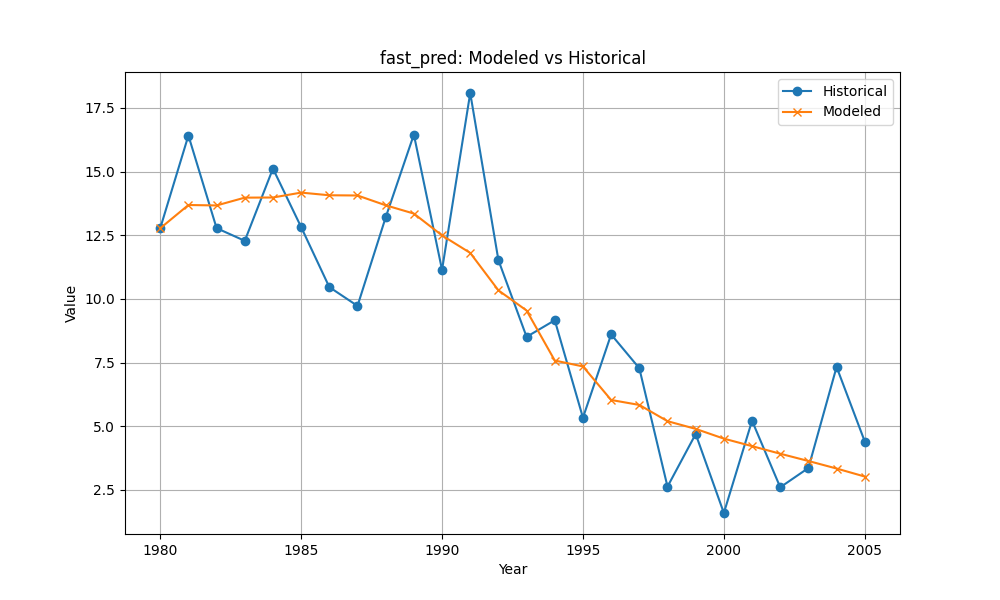 fast_pred: Modeled vs Historical
Historical
Modeled
Value
17.5
15.0
12.5
10.0
7.5
5.0
2.5
1980 1985 1990 1995 2000 2005
Year